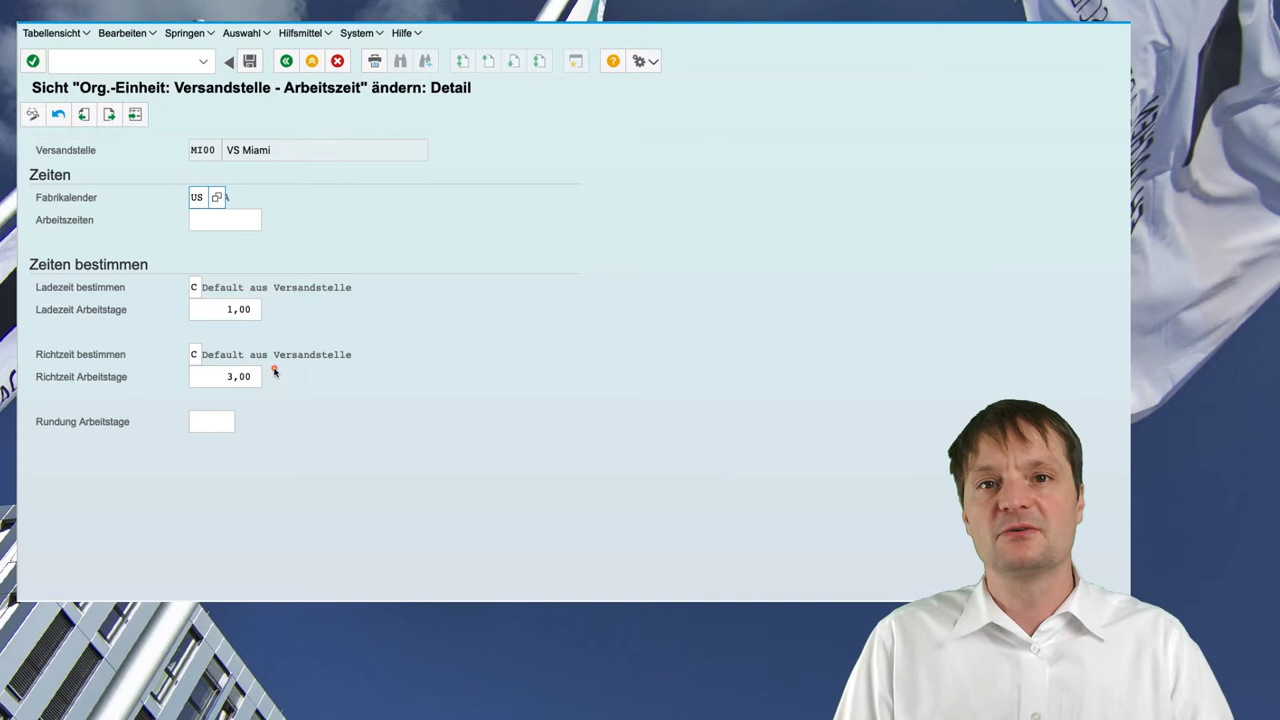 Tabellensicht Bearbeiten Springen Auswahl Hilfsmittel System Hilfe
Sicht "Org.-Einheit: Versandstelle - Arbeitszeit" ändern: Detail
Versandstelle MI00 VS Miami
Zeiten
Fabrikalender US
Arbeitszeiten
Zeiten bestimmen
Ladezeit bestimmen C Default aus Versandstelle
Ladezeit Arbeitstage 1,00
Richtzeit bestimmen C Default aus Versandstelle
Richtzeit Arbeitstage 3,00
Rundung Arbeitstage